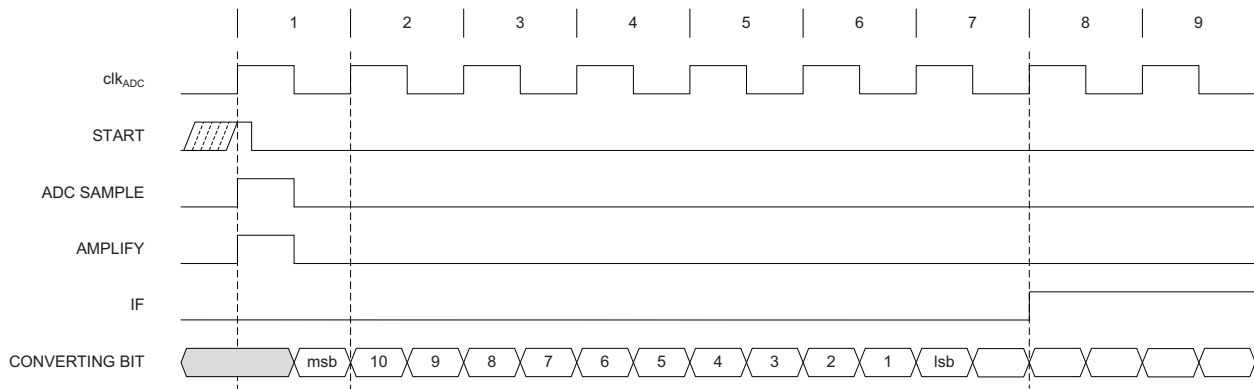 1 2 3 4 5 6 7 8 9
clkADC
START
ADC SAMPLE
AMPLIFY
IF
CONVERTING BIT msb 10 9 8 7 6 5 4 3 2 1 lsb